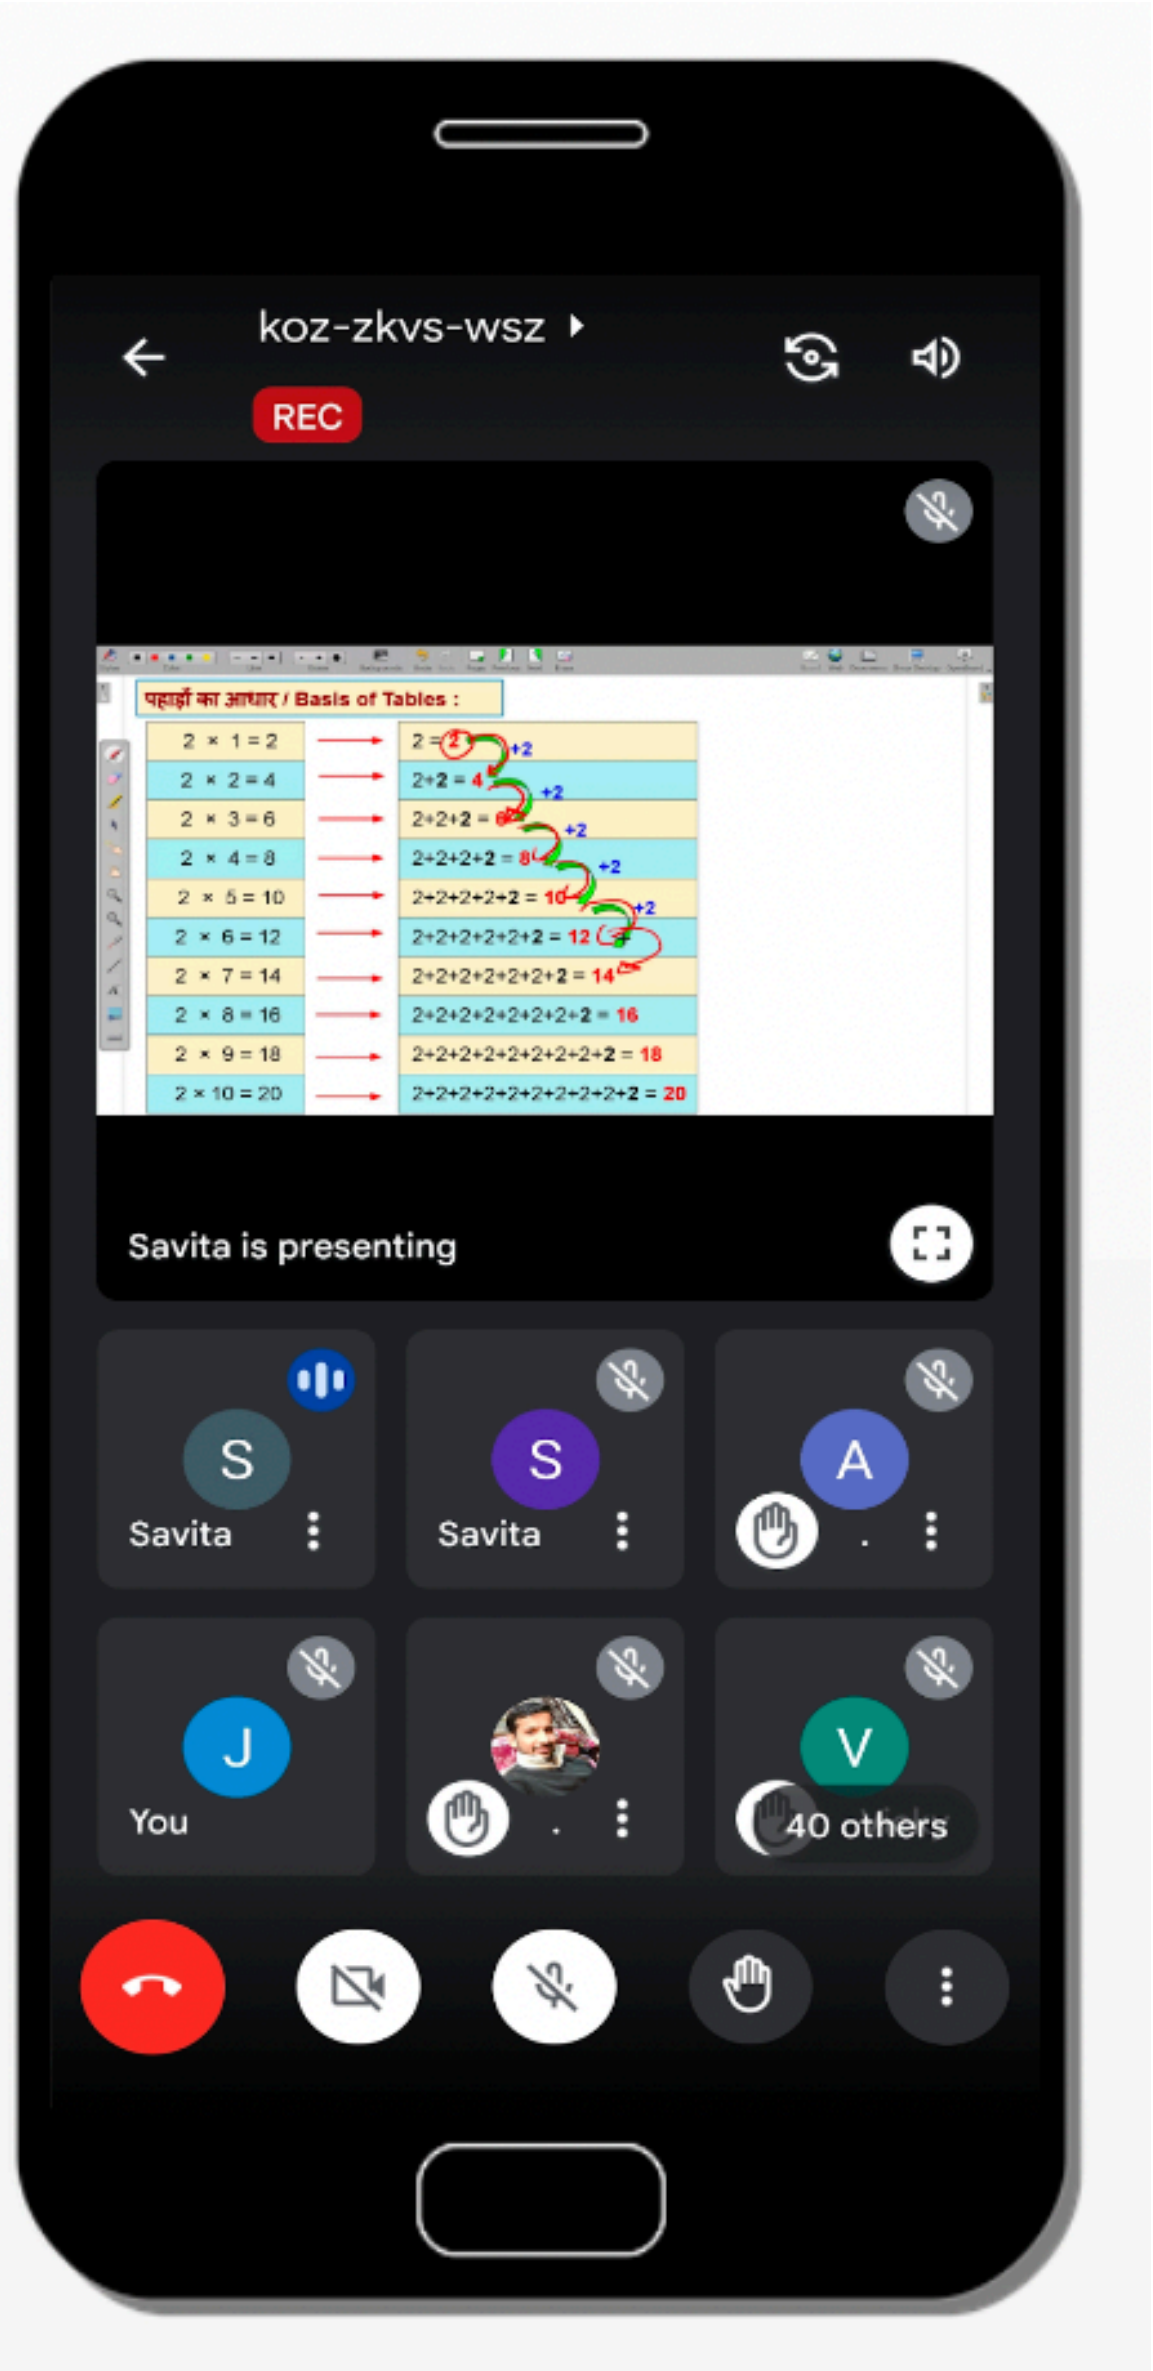 koz-zkvs-wsz
REC
पहाड़ों का आधार / Basis of Tables :
2 × 1 = 2
2 = 2
+2
2 × 2 = 4
2+2 = 4
+2
2 × 3 = 6
2+2+2 = 6
+2
2 × 4 = 8
2+2+2+2 = 8
+2
2 × 5 = 10
2+2+2+2+2 = 10
+2
2 × 6 = 12
2+2+2+2+2+2 = 12
2 × 7 = 14
2+2+2+2+2+2+2 = 14
2 × 8 = 16
2+2+2+2+2+2+2+2 = 16
2 × 9 = 18
2+2+2+2+2+2+2+2+2 = 18
2 × 10 = 20
2+2+2+2+2+2+2+2+2+2 = 20
Savita is presenting
S
S
A
Savita
Savita
.
J
V
You
.
40 others